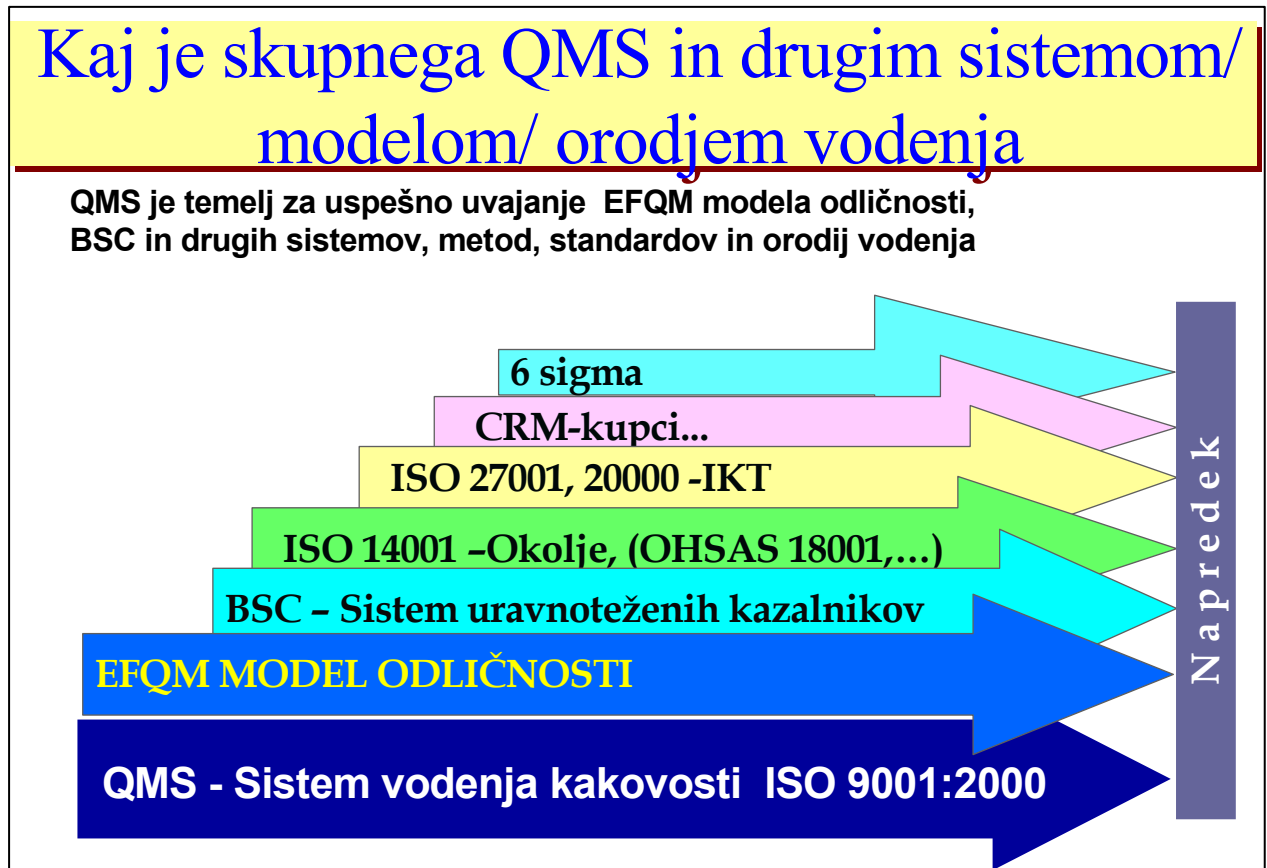 Kaj je skupnega QMS in drugim sistemom/
modelom/ orodjem vodenja
QMS je temelj za uspešno uvajanje EFQM modela odličnosti,
BSC in drugih sistemov, metod, standardov in orodij vodenja
6 sigma
CRM-kupci...
ISO 27001, 20000 -IKT
ISO 14001 –Okolje, (OHSAS 18001,…)
BSC – Sistem uravnoteženih kazalnikov
EFQM MODEL ODLIČNOSTI
QMS - Sistem vodenja kakovosti ISO 9001:2000
Napredek